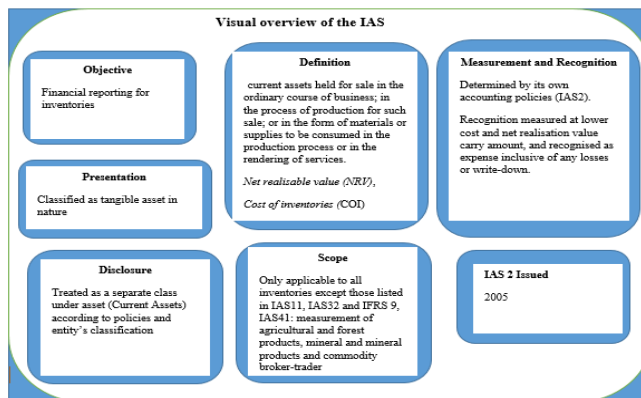 Visual overview of the IAS
Objective
Financial reporting for
inventories
Definition
current assets held for sale in the
ordinary course of business; in
the process of production for such
sale; or in the form of materials or
supplies to be consumed in the
production process or in the
rendering of services.
Net realisable value (NRV),
Cost of inventories (COI)
Measurement and Recognition
Determined by its own
accounting policies (IAS2).
Recognition measured at lower
cost and net realisation value
carry amount, and recognised as
expense inclusive of any losses
or write-down.
Presentation
Classified as tangible asset in
nature
Disclosure
Treated as a separate class
under asset (Current Assets)
according to policies and
entity's classification
Scope
Only applicable to all
inventories except those listed
in IAS11, IAS32 and IFRS 9,
IAS41: measurement of
agricultural and forest
products, mineral and mineral
products and commodity
broker-trader
IAS 2 Issued
2005